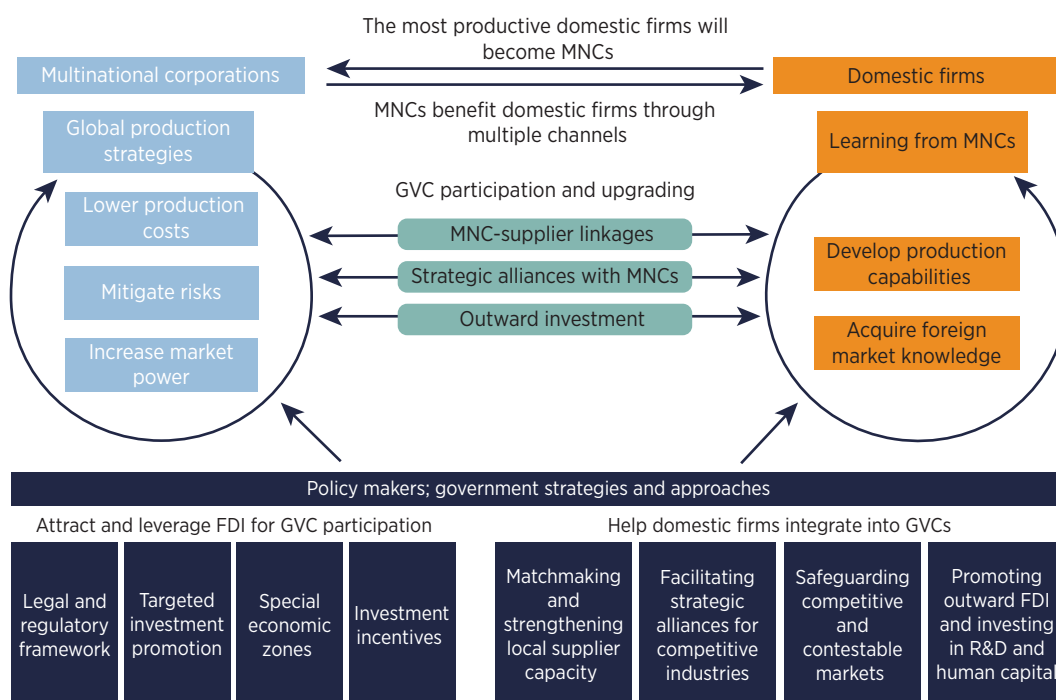 The most productive domestic firms will
become MNCs
Multinational corporations
Domestic firms
MNCs benefit domestic firms through
multiple channels
Global production
strategies
Lower production
costs
Mitigate risks
Increase market
power
GVC participation and upgrading
MNC-supplier linkages
Strategic alliances with MNCs
Outward investment
Learning from MNCs
Develop production
capabilities
Acquire foreign
market knowledge
Policy makers; government strategies and approaches
Attract and leverage FDI for GVC participation
Legal and
regulatory
framework
Targeted
investment
promotion
Special
economic
zones
Investment
incentives
Help domestic firms integrate into GVCs
Matchmaking
and
strengthening
local supplier
capacity
Facilitating
strategic
alliances for
competitive
industries
Safeguarding
competitive
and
contestable
markets
Promoting
outward FDI
and investing
in R&D and
human capital